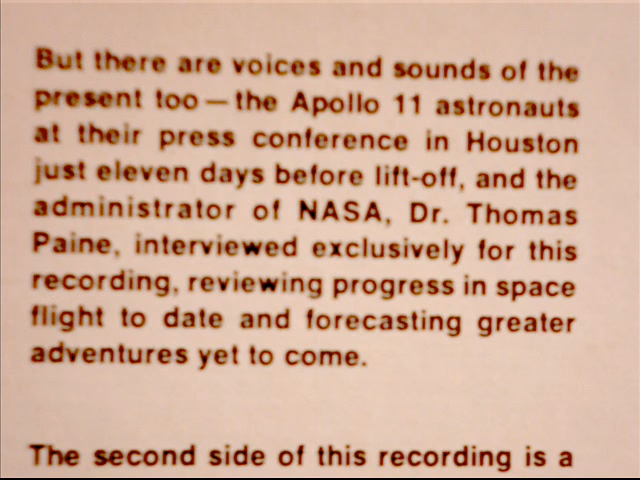 But there are voices and sounds of the
present too — the Apollo 11 astronauts
at their press conference in Houston
just eleven days before lift-off, and the
administrator of NASA, Dr. Thomas
Paine, interviewed exclusively for this
recording, reviewing progress in space
flight to date and forecasting greater
adventures yet to come.
The second side of this recording is a